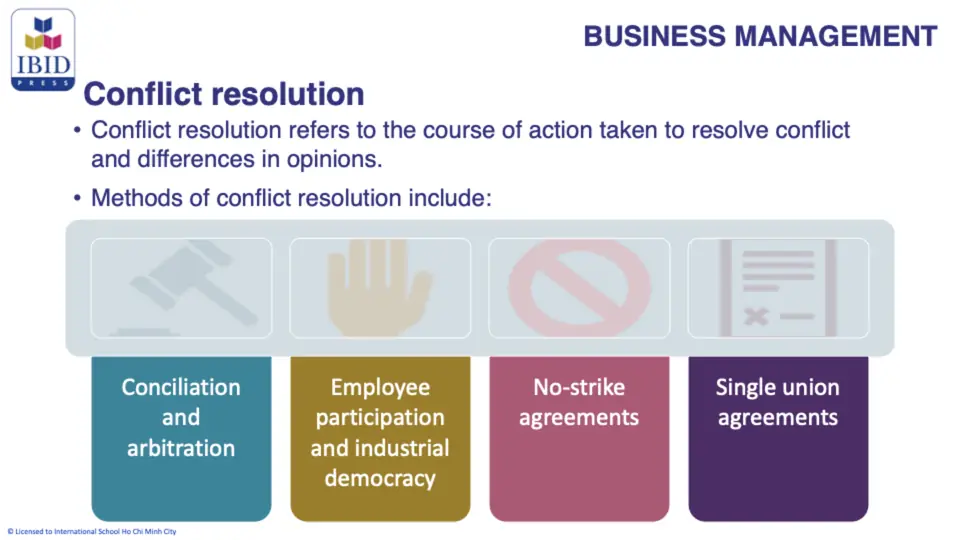 IBID
PRESS
BUSINESS MANAGEMENT
Conflict resolution
• Conflict resolution refers to the course of action taken to resolve conflict
and differences in opinions.
• Methods of conflict resolution include:
Conciliation
and
arbitration
Employee
participation
and industrial
democracy
No-strike
agreements
Single union
agreements
© Licensed to International School Ho Chi Minh City